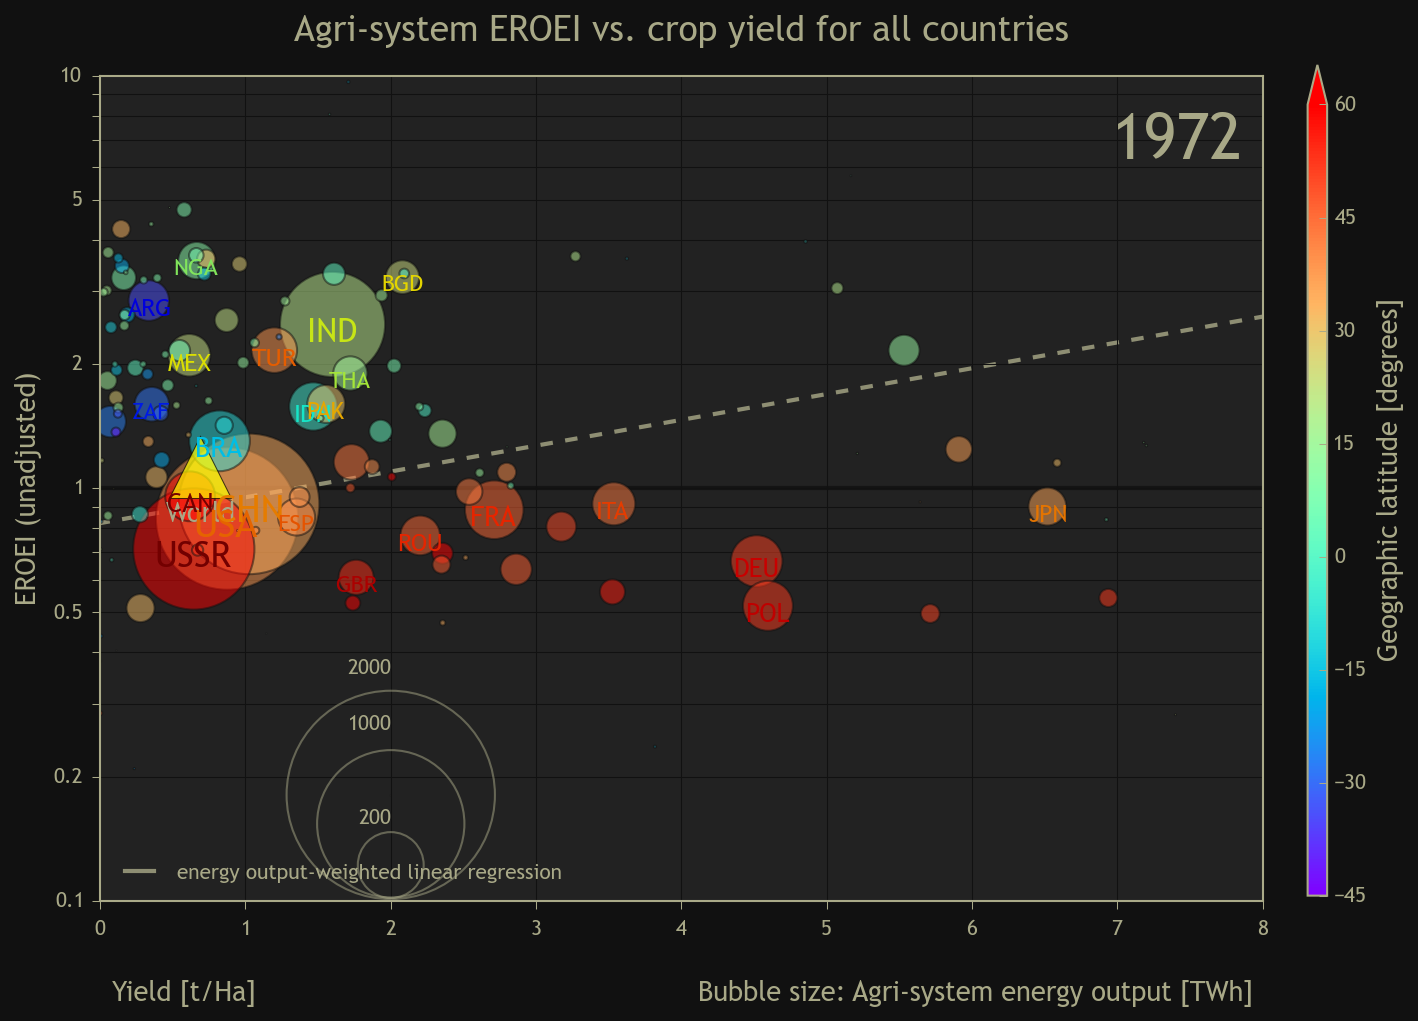 Agri-system EROEI vs. crop yield for all countries
1972
10
5
2
1
0.5
0.2
0.1
EROEI (unadjusted)
NGA
BGD
ARG
IND
MEX
TUR
THA
ZAF
IDN
PAK
BRA
CAN
World
CHN
USA
ESP
USSR
FRA
ITA
JPN
ROU
GBR
DEU
POL
2000
1000
200
energy output-weighted linear regression
0 1 2 3 4 5 6 7 8
Yield [t/Ha]
Bubble size: Agri-system energy output [TWh]
60
45
30
15
0
−15
−30
−45
Geographic latitude [degrees]